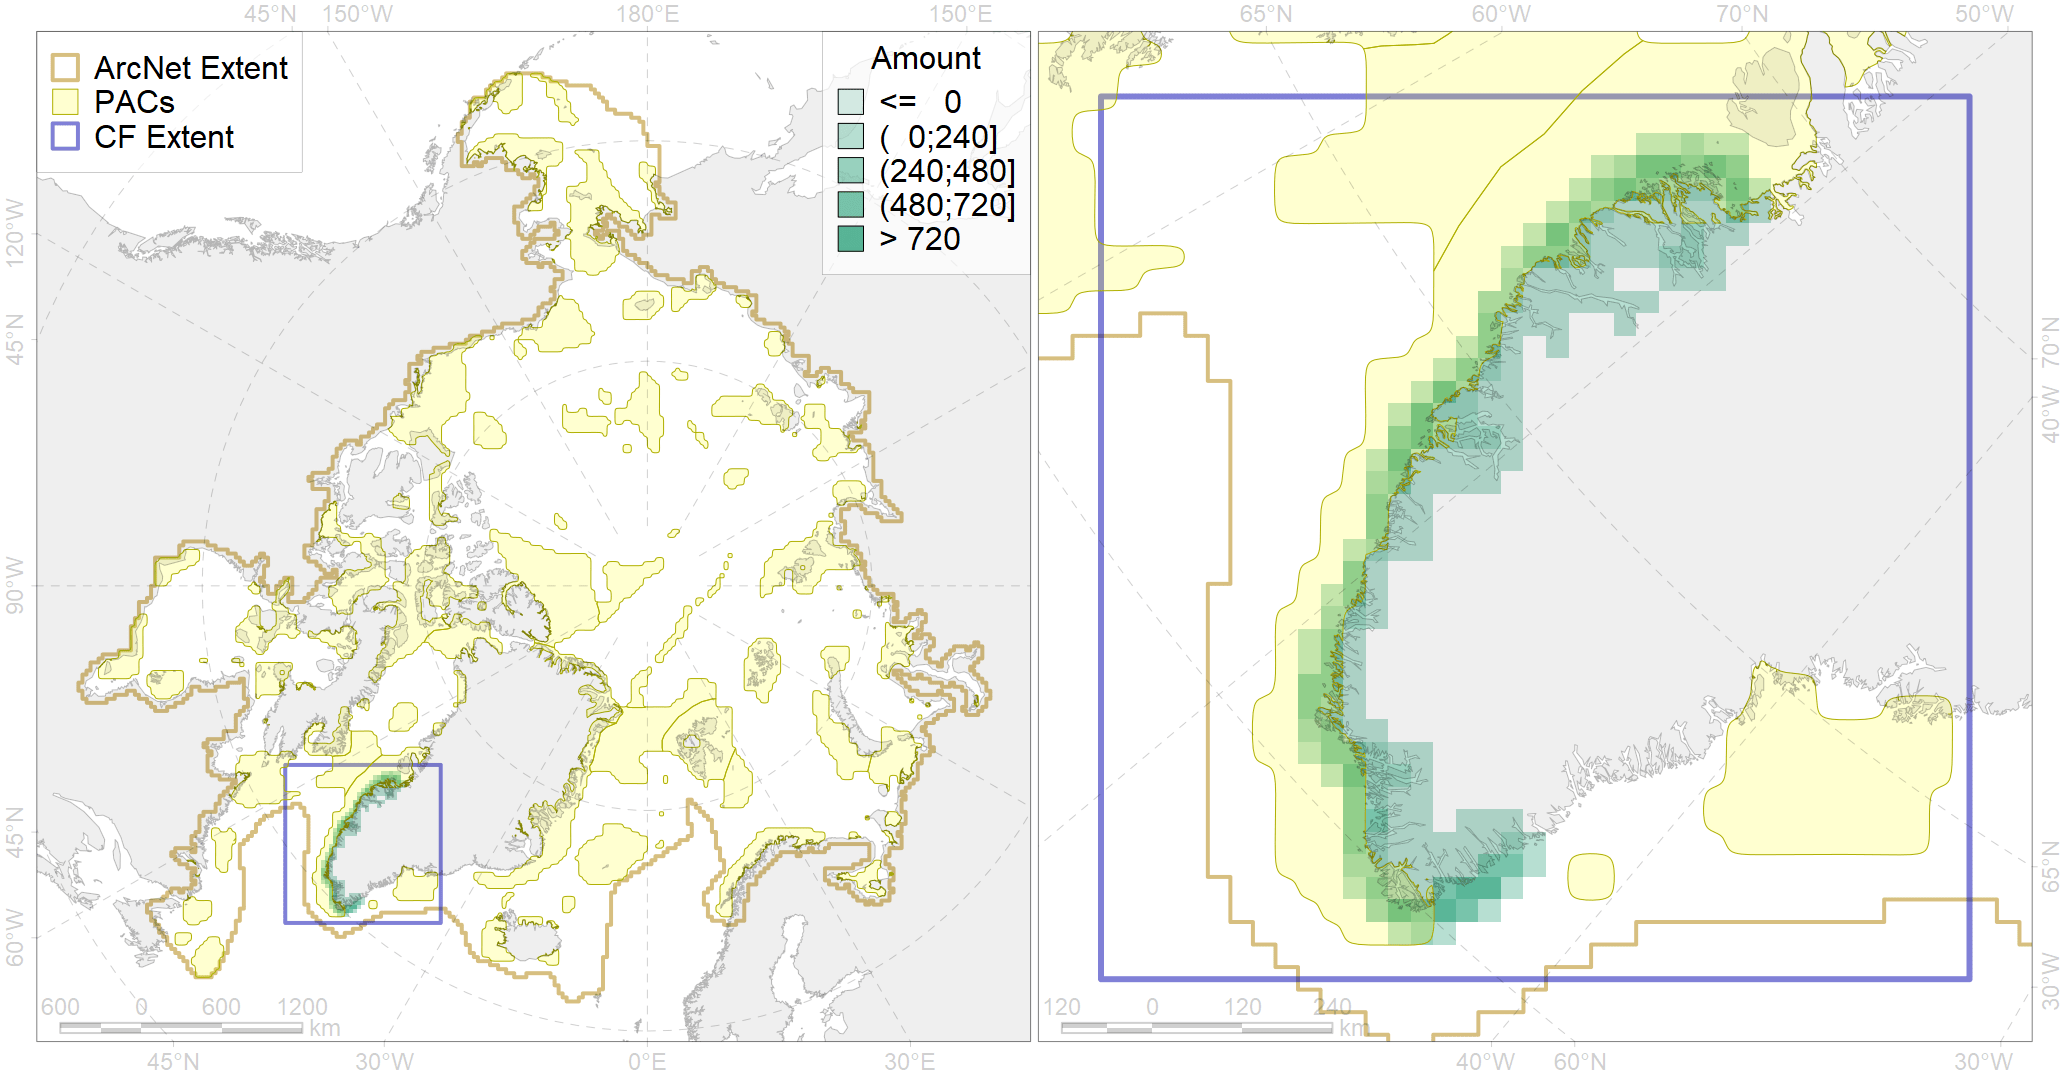 45°N 150°W 180°E 150°E 65°N 60°W 70°N 50°W
ArcNet Extent
PACs
CF Extent
Amount
<= 0
( 0;240]
(240;480]
(480;720]
> 720
120°W
45°N
90°W
45°N
60°W
70°N
40°W
65°N
30°W
600 0 600 1200
km
120 0 120 240
km
45°N 30°W 0°E 30°E 40°W 60°N 30°W